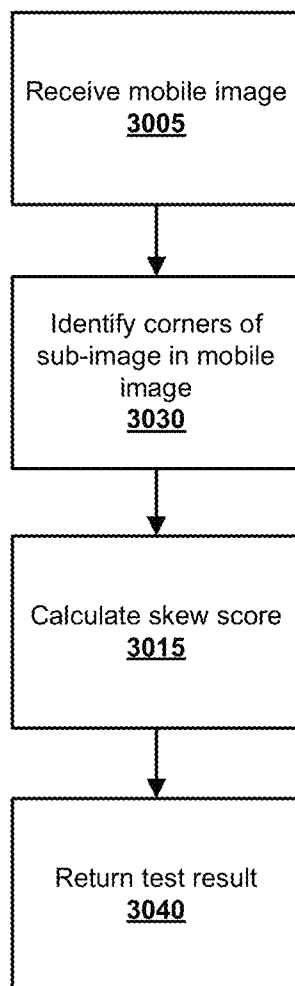 Receive mobile image
3005
Identify corners of
sub-image in mobile
image
3030
Calculate skew score
3015
Return test result
3040